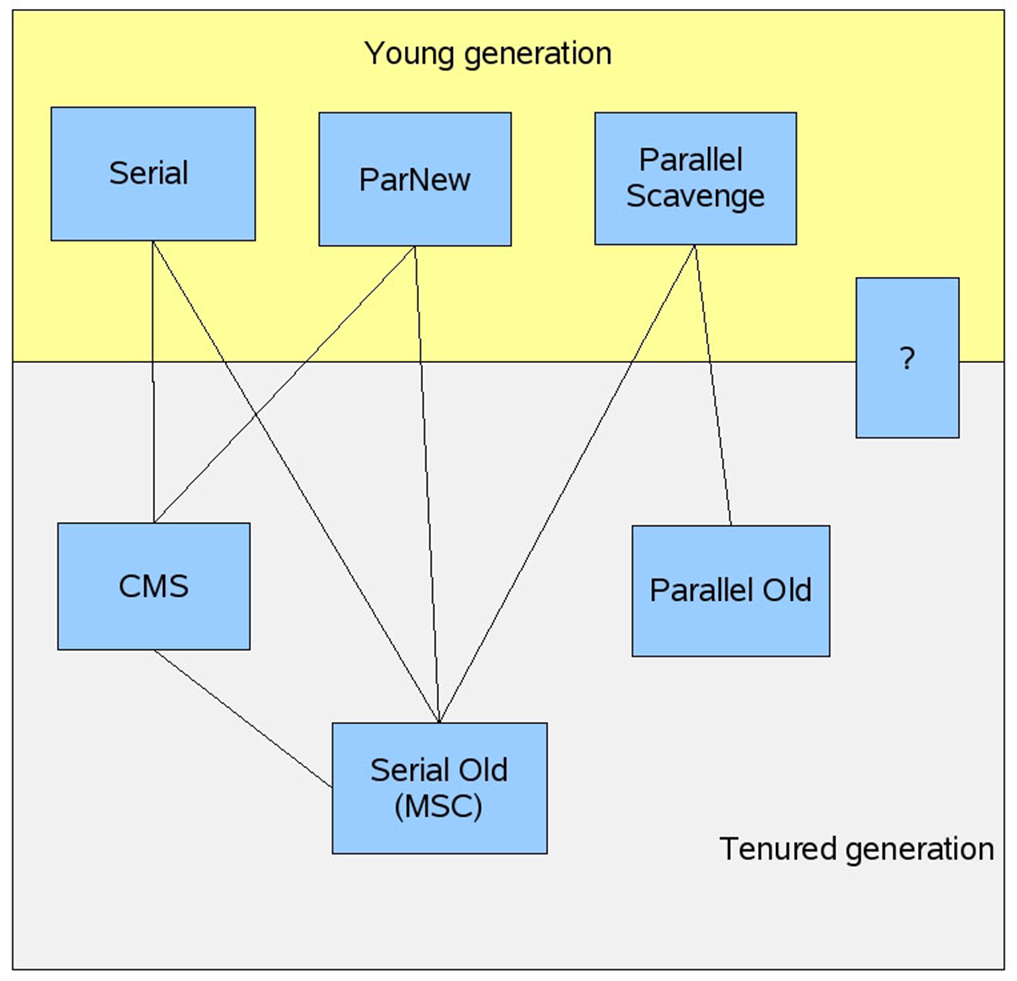 Young generation
Serial
ParNew
Parallel
Scavenge
?
CMS
Parallel Old
Serial Old
(MSC)
Tenured generation